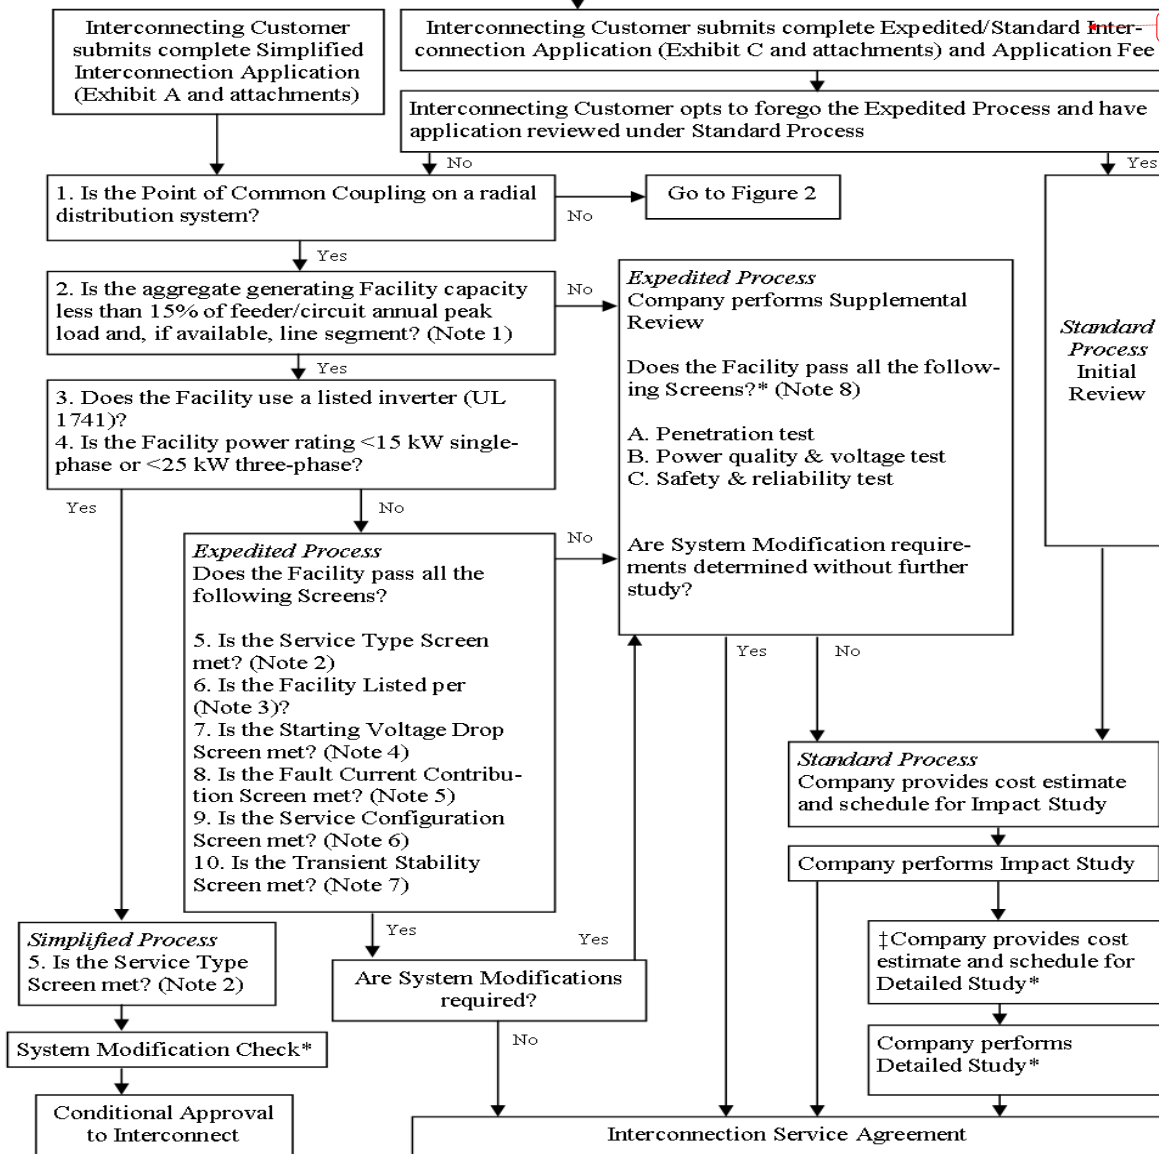 Interconnecting Customer
submits complete Simplified
Interconnection Application
(Exhibit A and attachments)
Interconnecting Customer submits complete Expedited/Standard Inter-
connection Application (Exhibit C and attachments) and Application Fee
Interconnecting Customer opts to forego the Expedited Process and have
application reviewed under Standard Process
No
Yes
1. Is the Point of Common Coupling on a radial
distribution system?
No
Go to Figure 2
Yes
2. Is the aggregate generating Facility capacity
less than 15% of feeder/circuit annual peak
load and, if available, line segment? (Note 1)
No
Yes
3. Does the Facility use a listed inverter (UL
1741)?
4. Is the Facility power rating <15 kW single-
phase or <25 kW three-phase?
Yes
No
Expedited Process
Company performs Supplemental
Review
Does the Facility pass all the follow-
ing Screens?* (Note 8)
A. Penetration test
B. Power quality & voltage test
C. Safety & reliability test
Are System Modification require-
ments determined without further
study?
Standard
Process
Initial
Review
Expedited Process
Does the Facility pass all the
following Screens?
5. Is the Service Type Screen
met? (Note 2)
6. Is the Facility Listed per
(Note 3)?
7. Is the Starting Voltage Drop
Screen met? (Note 4)
8. Is the Fault Current Contribu-
tion Screen met? (Note 5)
9. Is the Service Configuration
Screen met? (Note 6)
10. Is the Transient Stability
Screen met? (Note 7)
No
Yes
No
Standard Process
Company provides cost estimate
and schedule for Impact Study
Company performs Impact Study
‡Company provides cost
estimate and schedule for
Detailed Study*
Company performs
Detailed Study*
Yes
Yes
Are System Modifications
required?
No
Simplified Process
5. Is the Service Type
Screen met? (Note 2)
System Modification Check*
Conditional Approval
to Interconnect
Interconnection Service Agreement